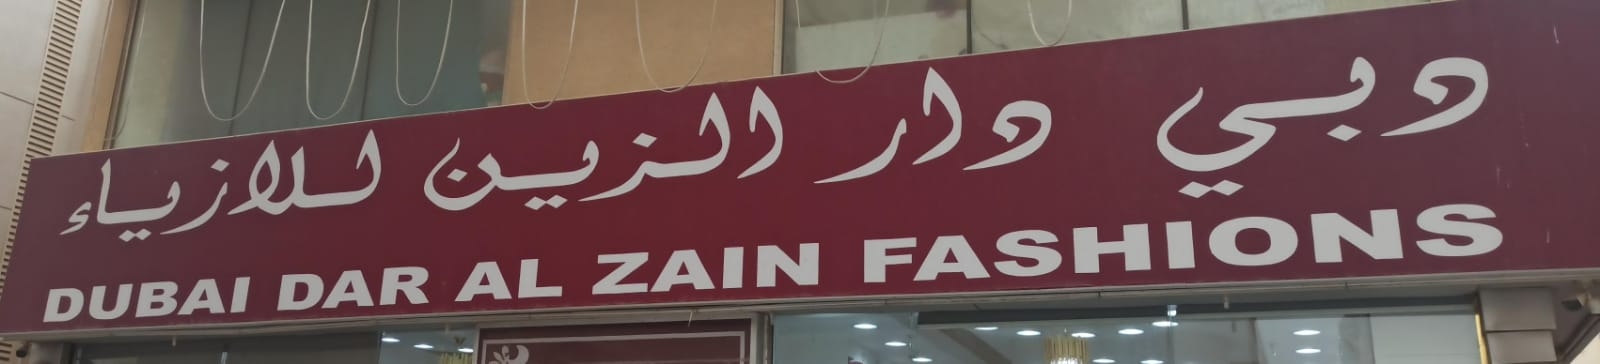 دبي دار الزين للازياء
DUBAI DAR AL ZAIN FASHIONS